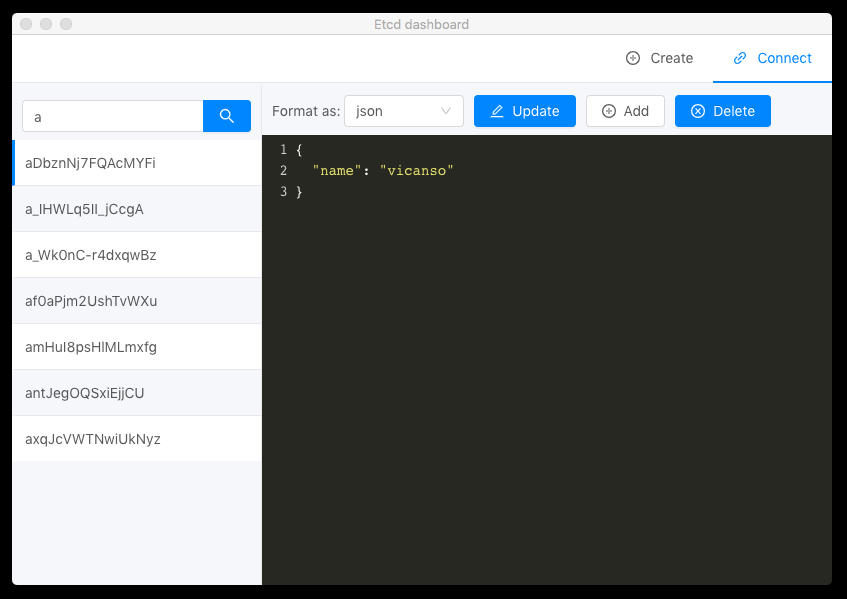 Etcd dashboard
Create
Connect
a
aDbznNj7FQAcMYFi
a_IHWLq5Il_jCcgA
a_Wk0nC-r4dxqwBz
af0aPjm2UshTvWXu
amHuI8psHlMLmxfg
antJegOQSxiEjjCU
axqJcVWTNwiUkNyz
Format as: json
Update
Add
Delete
1 {
2 "name": "vicanso"
3 }